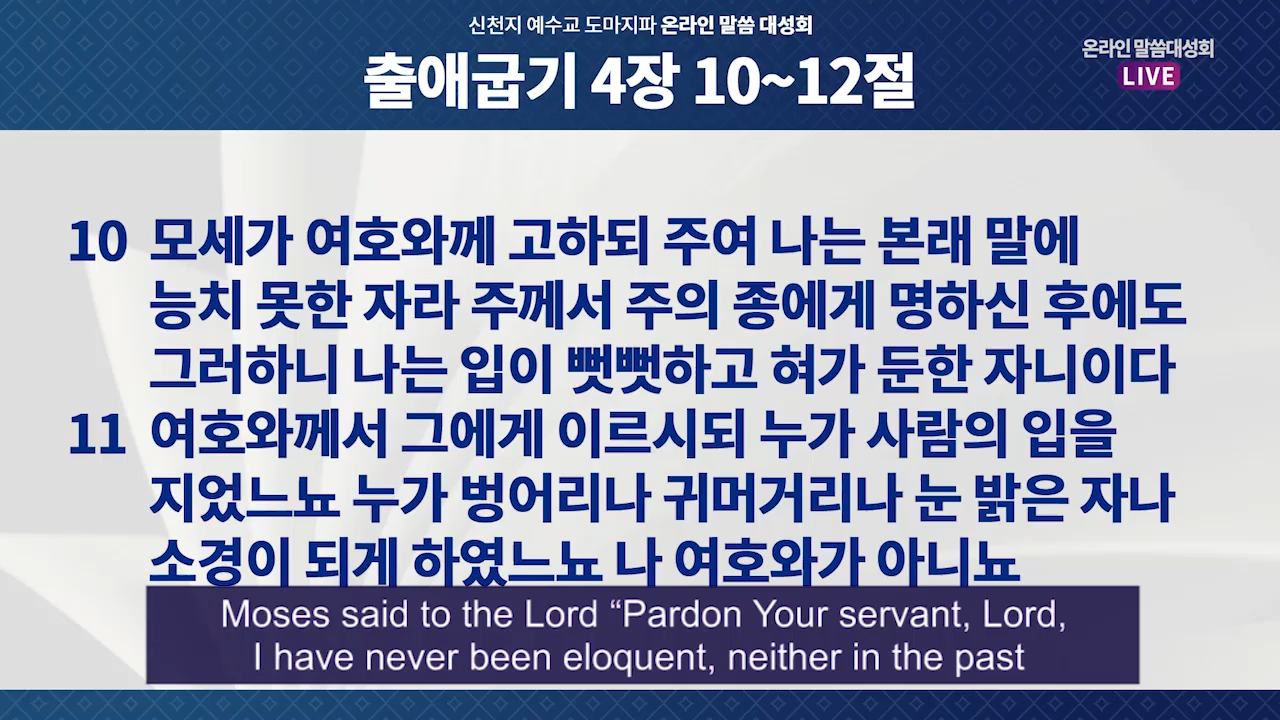 신천지 예수교 도마지파 온라인 말씀 대성회
출애굽기 4장 10~12절
온라인 말씀대성회
LIVE
10 모세가 여호와께 고하되 주여 나는 본래 말에
능치 못한 자라 주께서 주의 종에게 명하신 후에도
그러하니 나는 입이 뻣뻣하고 혀가 둔한 자니이다
11 여호와께서 그에게 이르시되 누가 사람의 입을
지었느뇨 누가 벙어리나 귀머거리나 눈 밝은 자나
소경이 되게 하였느뇨 나 여호와가 아니뇨
Moses said to the Lord “Pardon Your servant, Lord,
I have never been eloquent, neither in the past